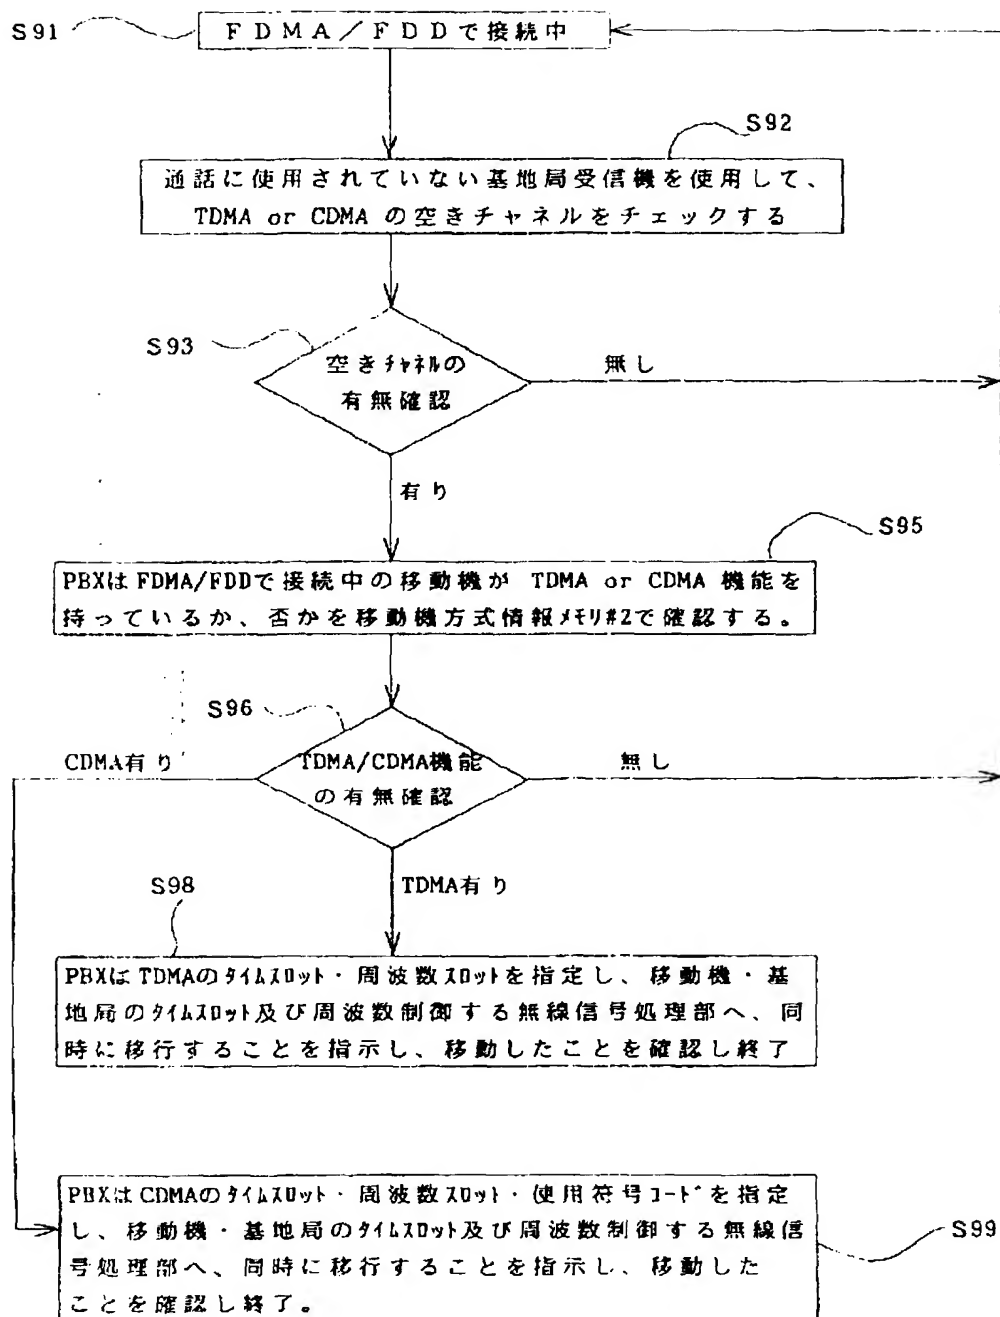 S91
FDMA/FDDで接続中
S92
通話に使用されていない基地局受信機を使用して、
TDMA or CDMA の空きチャネルをチェックする
S93
空きチャネルの
有無確認
無し
有り
S95
PBXは FDMA/FDDで接続中の移動機が TDMA or CDMA 機能を
持っているか、否かを移動機方式情報メモリ#2で確認する。
S96
CDMA有り
TDMA/CDMA機能
の有無確認
無し
S98
TDMA有り
PBXは TDMAのタイムスロット・周波数スロットを指定し、移動機・基
地局のタイムスロット及び周波数制御する無線信号処理部へ、同
時に移行することを指示し、移動したことを確認し終了
PBXは CDMAのタイムスロット・周波数スロット・使用符号コードを指定
し、移動機・基地局のタイムスロット及び周波数制御する無線信
号処理部へ、同時に移行することを指示し、移動した
ことを確認し終了。
S99